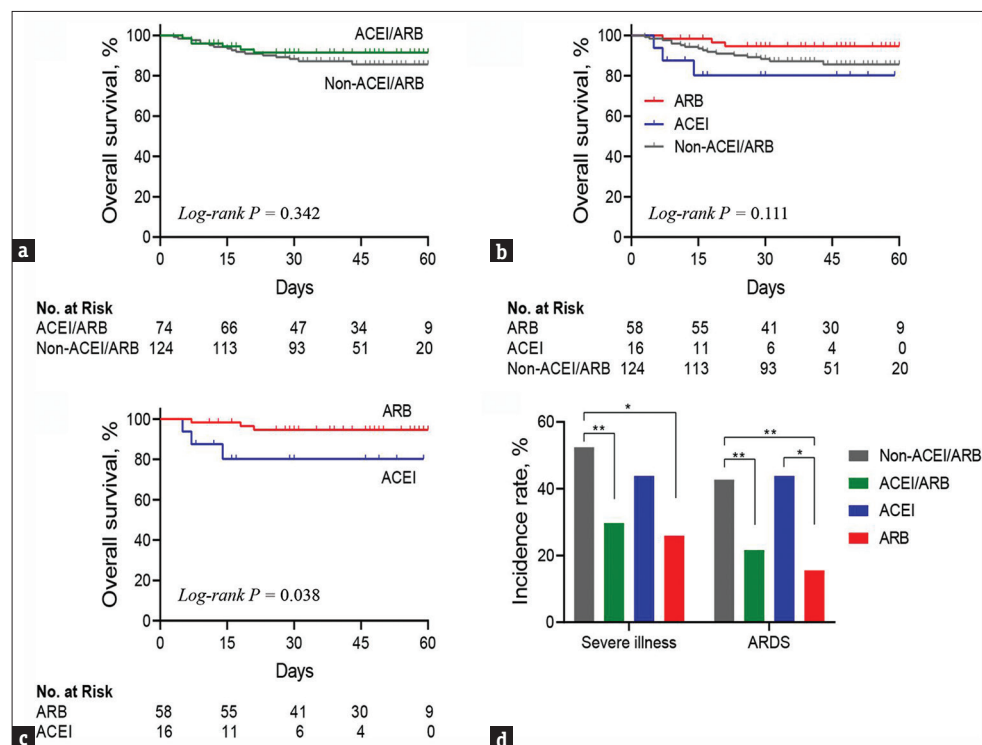 100
80
60
40
20
0
Overall survival, %
ACEI/ARB
Non-ACEI/ARB
Log-rank P = 0.342
0 15 30 45 60
Days
a
No. at Risk
ACEI/ARB 74 66 47 34 9
Non-ACEI/ARB 124 113 93 51 20
100
80
60
40
20
0
Overall survival, %
ARB
ACEI
Non-ACEI/ARB
Log-rank P = 0.111
0 15 30 45 60
Days
b
No. at Risk
ARB 58 55 41 30 9
ACEI 16 11 6 4 0
Non-ACEI/ARB 124 113 93 51 20
100
80
60
40
20
0
Overall survival, %
ARB
ACEI
Log-rank P = 0.038
0 15 30 45 60
Days
No. at Risk
ARB 58 55 41 30 9
ACEI 16 11 6 4 0
c
60
40
20
0
Incidence rate, %
*
**
**
**
*
Severe illness ARDS
Non-ACEI/ARB
ACEI/ARB
ACEI
ARB
d